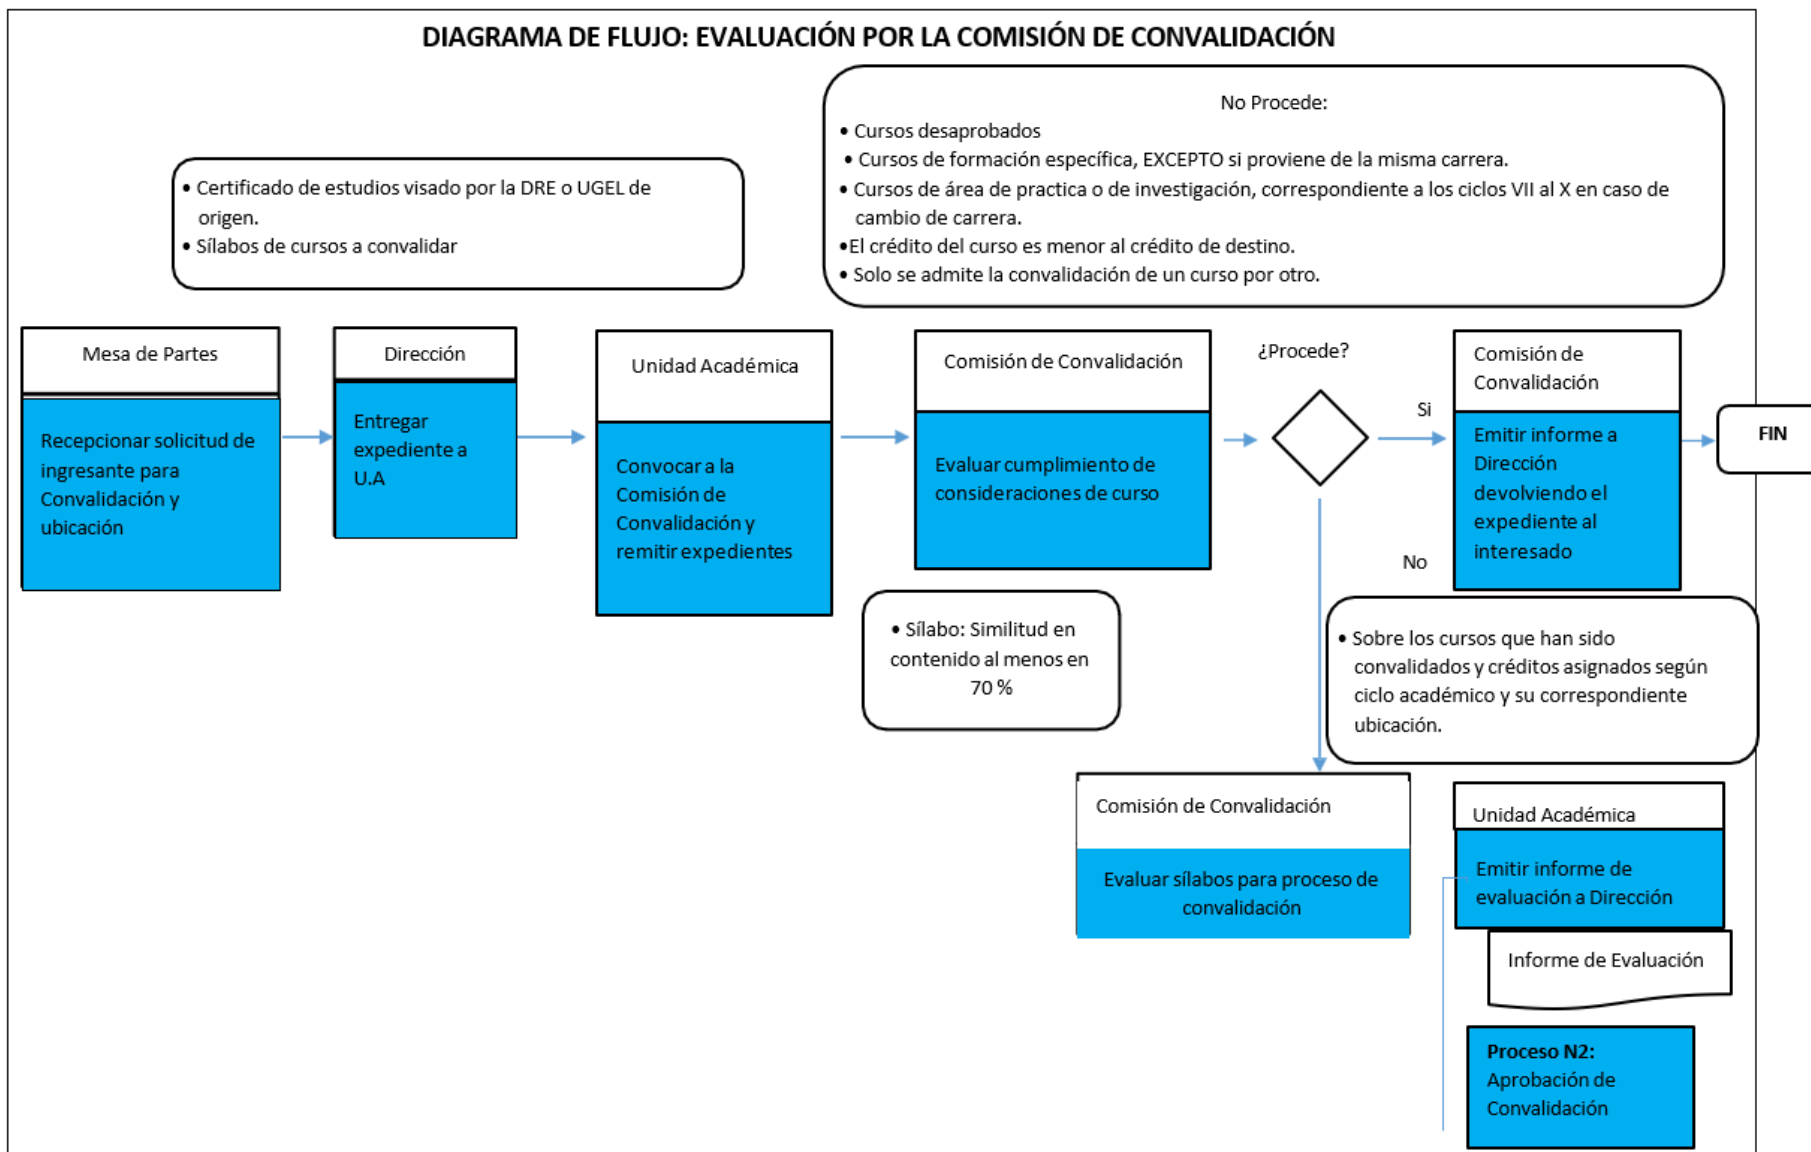 DIAGRAMA DE FLUJO: EVALUACIÓN POR LA COMISIÓN DE CONVALIDACIÓN
No Procede:
• Cursos desaprobados
• Cursos de formación específica, EXCEPTO si proviene de la misma carrera.
• Cursos de área de practica o de investigación, correspondiente a los ciclos VII al X en caso de
cambio de carrera.
•El crédito del curso es menor al crédito de destino.
• Solo se admite la convalidación de un curso por otro.
• Certificado de estudios visado por la DRE o UGEL de
origen.
• Sílabos de cursos a convalidar
Mesa de Partes
Recepcionar solicitud de
ingresante para
Convalidación y
ubicación
Dirección
Entregar
expediente a
U.A
Unidad Académica
Convocar a la
Comisión de
Convalidación y
remitir expedientes
Comisión de Convalidación
Evaluar cumplimiento de
consideraciones de curso
• Sílabo: Similitud en
contenido al menos en
70 %
¿Procede?
Si
No
Comisión de
Convalidación
Emitir informe a
Dirección
devolviendo el
expediente al
interesado
FIN
• Sobre los cursos que han sido
convalidados y créditos asignados según
ciclo académico y su correspondiente
ubicación.
Comisión de Convalidación
Evaluar sílabos para proceso de
convalidación
Unidad Académica
Emitir informe de
evaluación a Dirección
Informe de Evaluación
Proceso N2:
Aprobación de
Convalidación